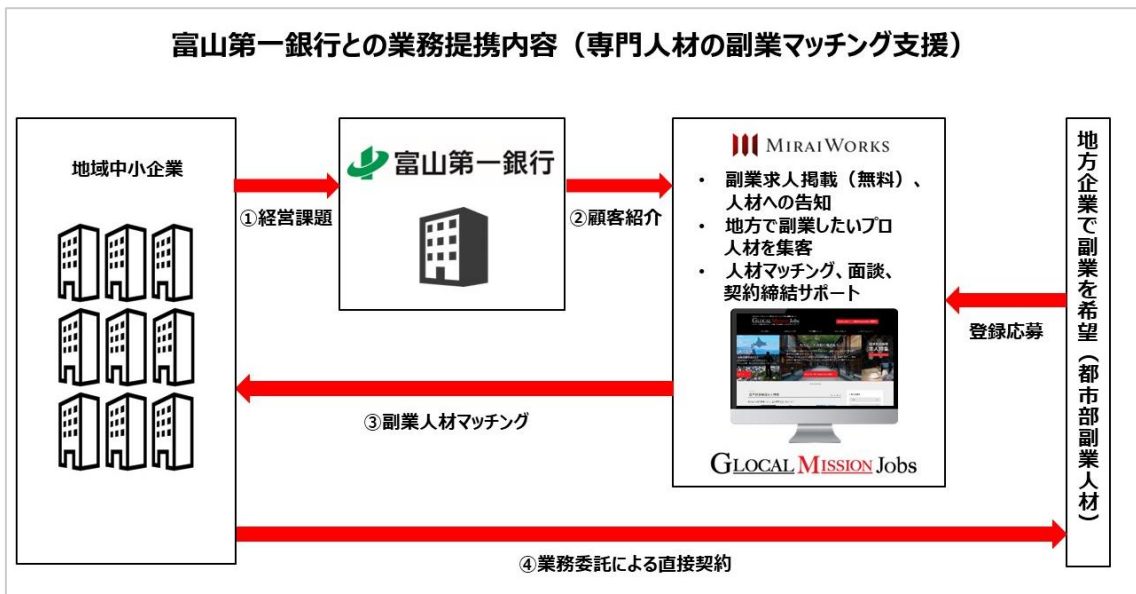 富山第一銀行との業務提携内容（専門人材の副業マッチング支援）
地域中小企業
①経営課題
富山第一銀行
②顧客紹介
MIRAIWORKS
・ 副業求人掲載（無料）、
人材への告知
・ 地方で副業したいプロ
人材を集客
・ 人材マッチング、面談、
契約締結サポート
GLOCAL MISSION Jobs
GLOCAL MISSION Jobs
登録応募
地方企業で副業を希望（都市部副業人材）
③副業人材マッチング
④業務委託による直接契約